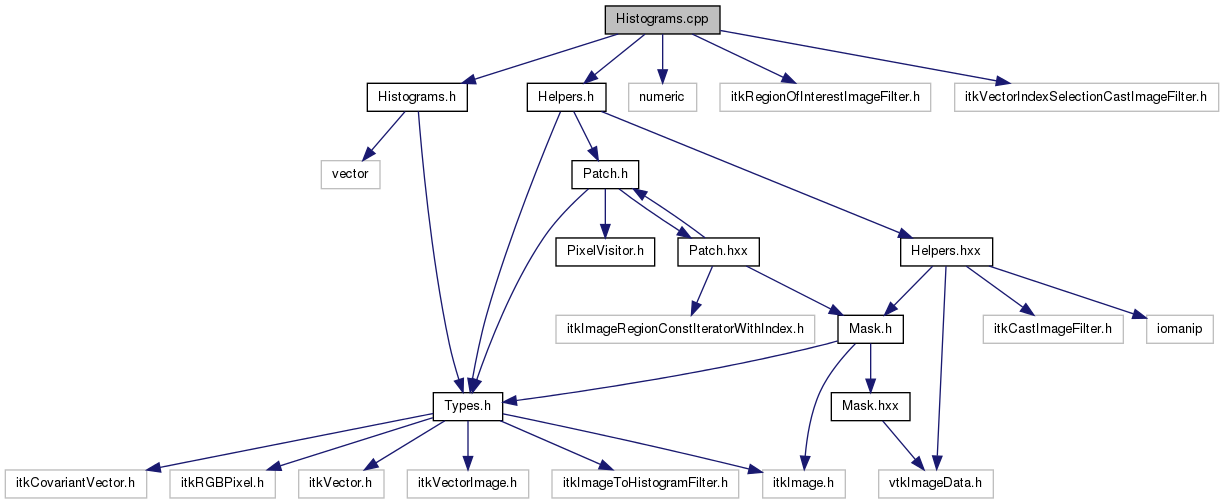 Histograms.cpp
Histograms.h
Helpers.h
numeric
itkRegionOfInterestImageFilter.h
itkVectorIndexSelectionCastImageFilter.h
vector
Patch.h
PixelVisitor.h
Patch.hxx
Helpers.hxx
itkImageRegionConstIteratorWithIndex.h
Mask.h
itkCastImageFilter.h
iomanip
Types.h
Mask.hxx
itkCovariantVector.h
itkRGBPixel.h
itkVector.h
itkVectorImage.h
itkImageToHistogramFilter.h
itkImage.h
vtkImageData.h